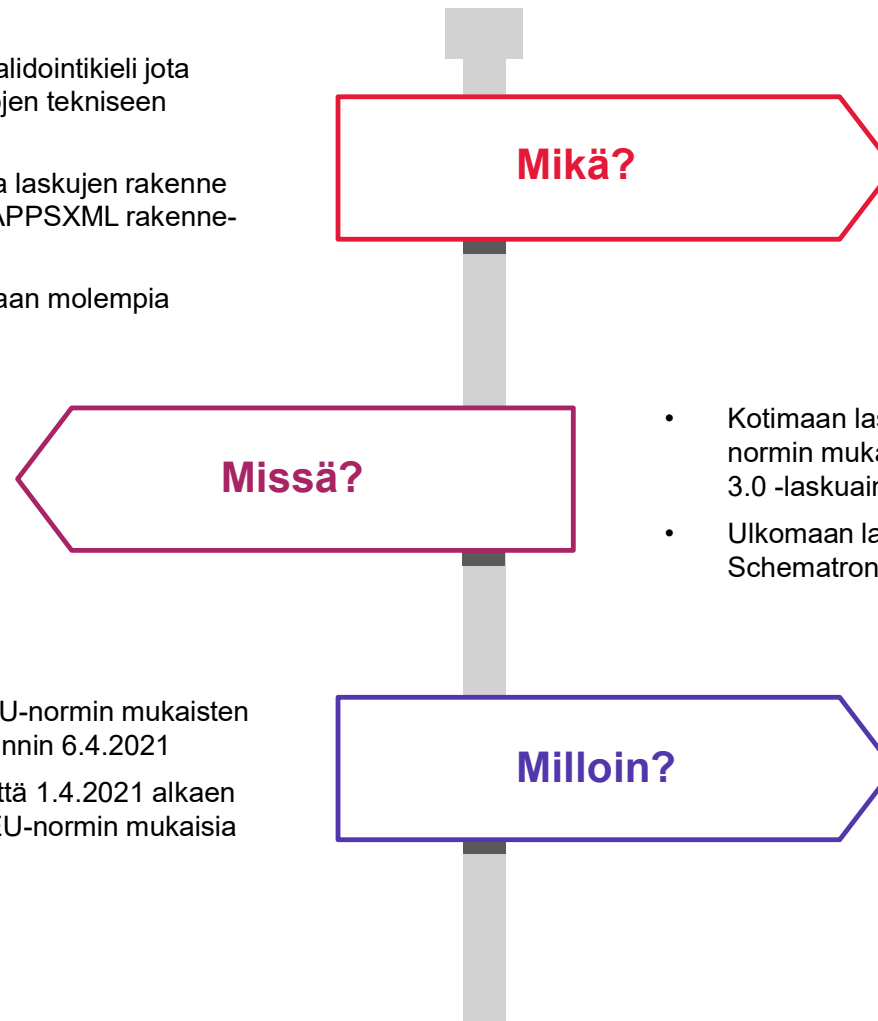 alidointikieli jota
jen tekniseen
a laskujen rakenne
APPSXML rakenne-
aan molempia
Mikä?
Missä?
• Kotimaan las
normin muka
3.0 -laskuain
• Ulkomaan la
Schematron
U-normin mukaisten
nnin 6.4.2021
ttä 1.4.2021 alkaen
EU-normin mukaisia
Milloin?